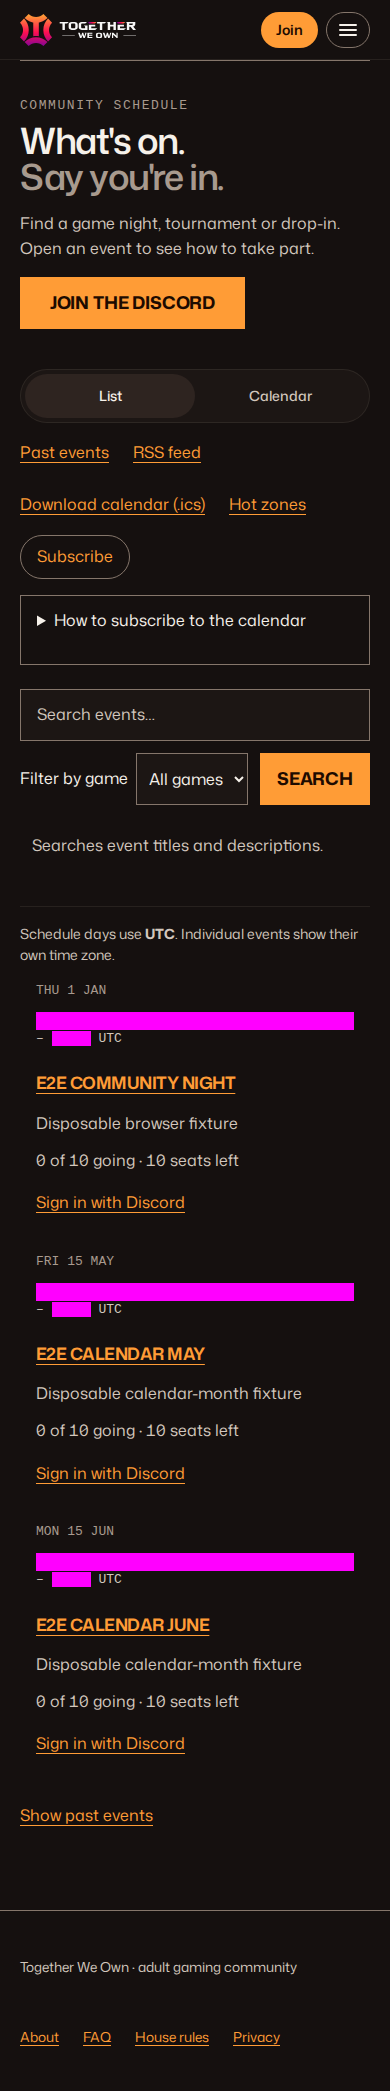 TOGETHER
WE OWN
Join
COMMUNITY SCHEDULE
What's on.
Say you're in.
Find a game night, tournament or drop-in.
Open an event to see how to take part.
JOIN THE DISCORD
List
Calendar
Past events
RSS feed
Download calendar (.ics)
Hot zones
Subscribe
How to subscribe to the calendar
Search events...
Filter by game
All games
SEARCH
Searches event titles and descriptions.
Schedule days use UTC. Individual events show their
own time zone.
THU 1 JAN
– UTC
E2E COMMUNITY NIGHT
Disposable browser fixture
0 of 10 going · 10 seats left
Sign in with Discord
FRI 15 MAY
– UTC
E2E CALENDAR MAY
Disposable calendar-month fixture
0 of 10 going · 10 seats left
Sign in with Discord
MON 15 JUN
– UTC
E2E CALENDAR JUNE
Disposable calendar-month fixture
0 of 10 going · 10 seats left
Sign in with Discord
Show past events
Together We Own · adult gaming community
About
FAQ
House rules
Privacy